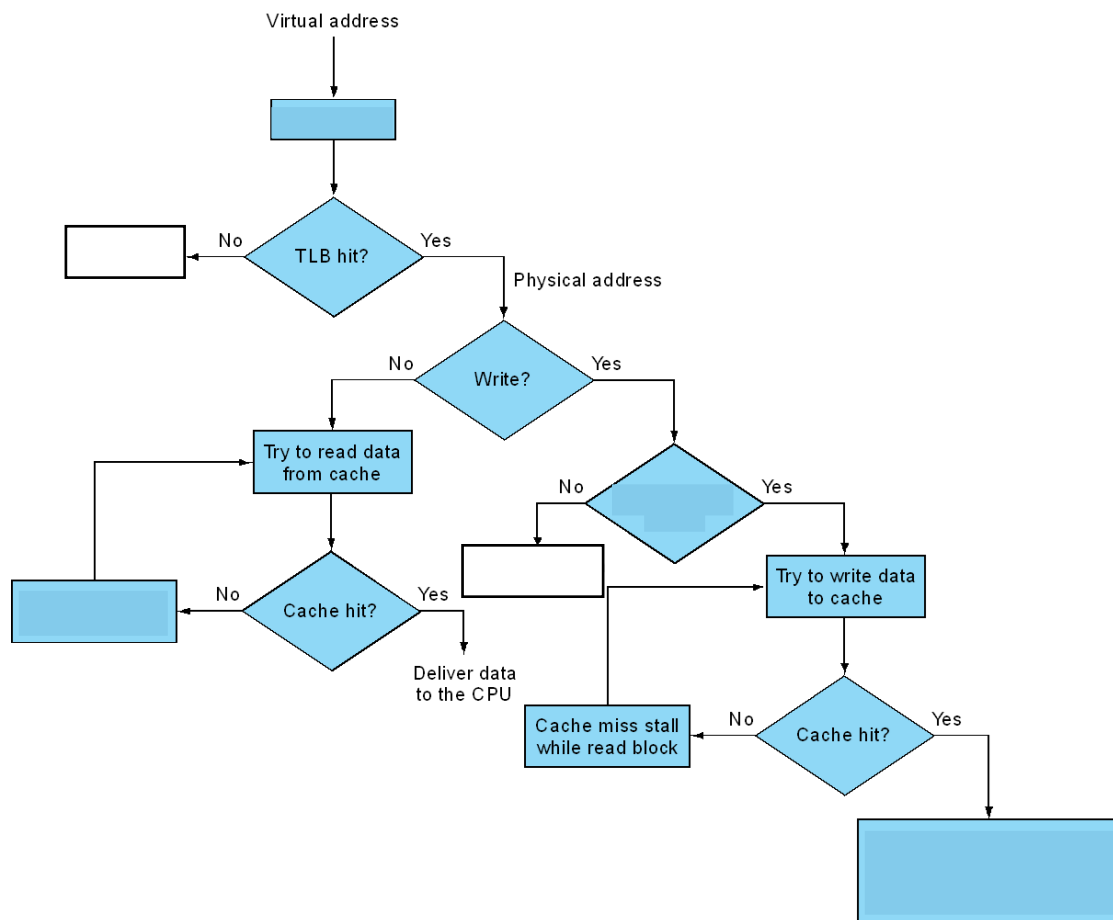 Virtual address
No
TLB hit?
Yes
Physical address
No
Write?
Yes
Try to read data
from cache
No
Yes
Try to write data
to cache
No
Cache hit?
Yes
Deliver data
to the CPU
Cache miss stall
while read block
No
Cache hit?
Yes